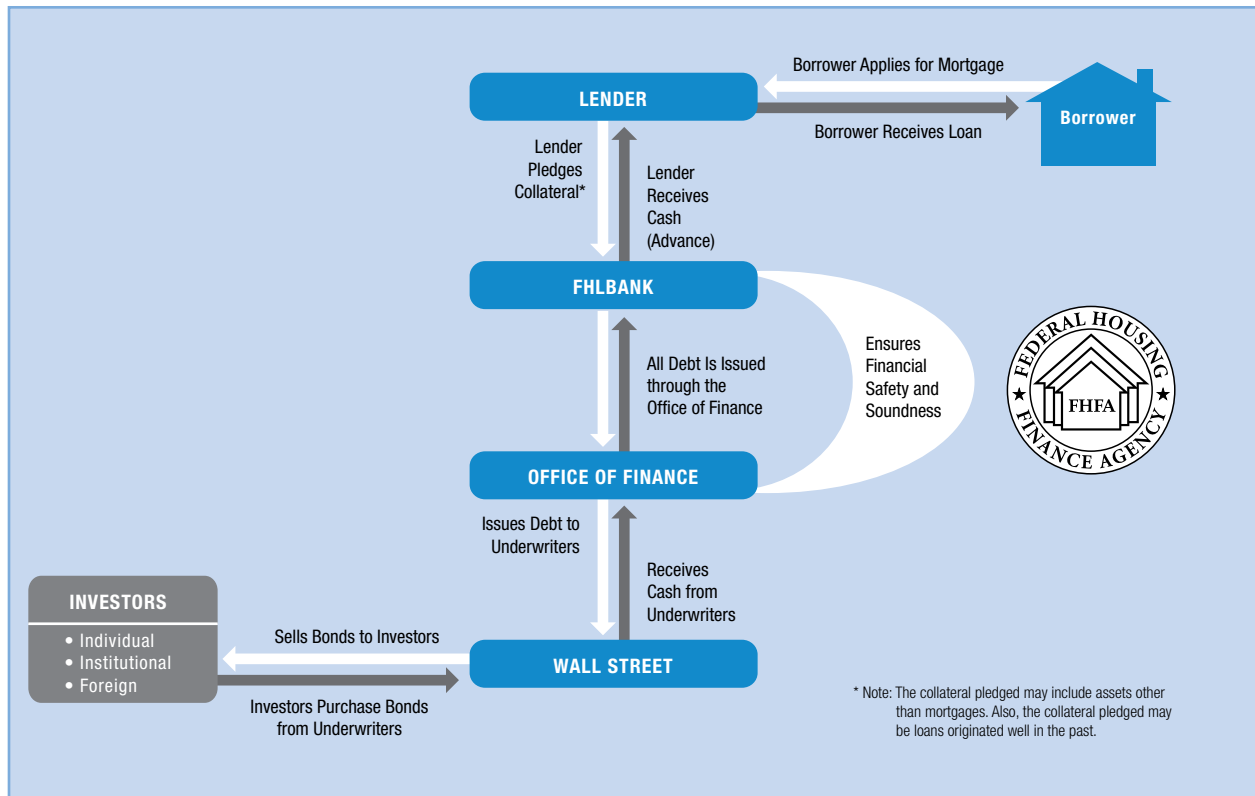 Borrower Applies for Mortgage
LENDER
Borrower
Borrower Receives Loan
Lender
Pledges
Collateral*
Lender
Receives
Cash
(Advance)
FHLBANK
All Debt Is Issued
through the
Office of Finance
Ensures
Financial
Safety and
Soundness
FEDERAL HOUSING
FHFA
FINANCE AGENCY
OFFICE OF FINANCE
Issues Debt to
Underwriters
Receives
Cash from
Underwriters
INVESTORS
• Individual
• Institutional
• Foreign
Sells Bonds to Investors
WALL STREET
Investors Purchase Bonds
from Underwriters
* Note: The collateral pledged may include assets other
than mortgages. Also, the collateral pledged may
be loans originated well in the past.